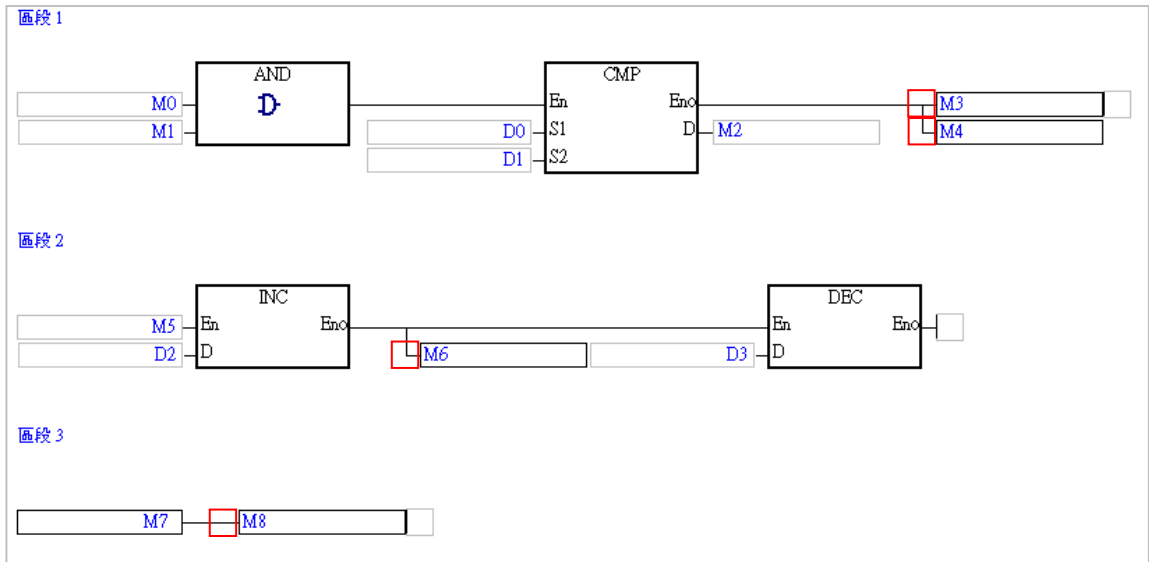 區段 1
AND
CMP
M0
En
Eno
M3
M1
D0
S1
D
M2
M4
D1
S2
區段 2
INC
DEC
M5
En
Eno
En
Eno
D2
D
M6
D3
D
區段 3
M7
M8